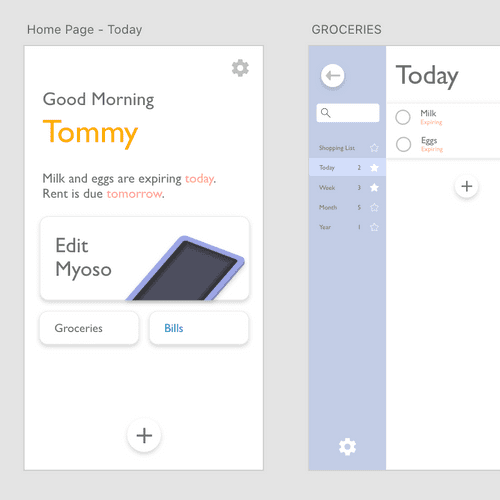 Home Page - Today
Good Morning
Tommy
Milk and eggs are expiring today.
Rent is due tomorrow.
Edit
Myoso
Groceries
Bills
GROCERIES
Today
Shopping List
Today 2
Week 3
Month 5
Year 1
Milk
Expiring
Eggs
Expiring